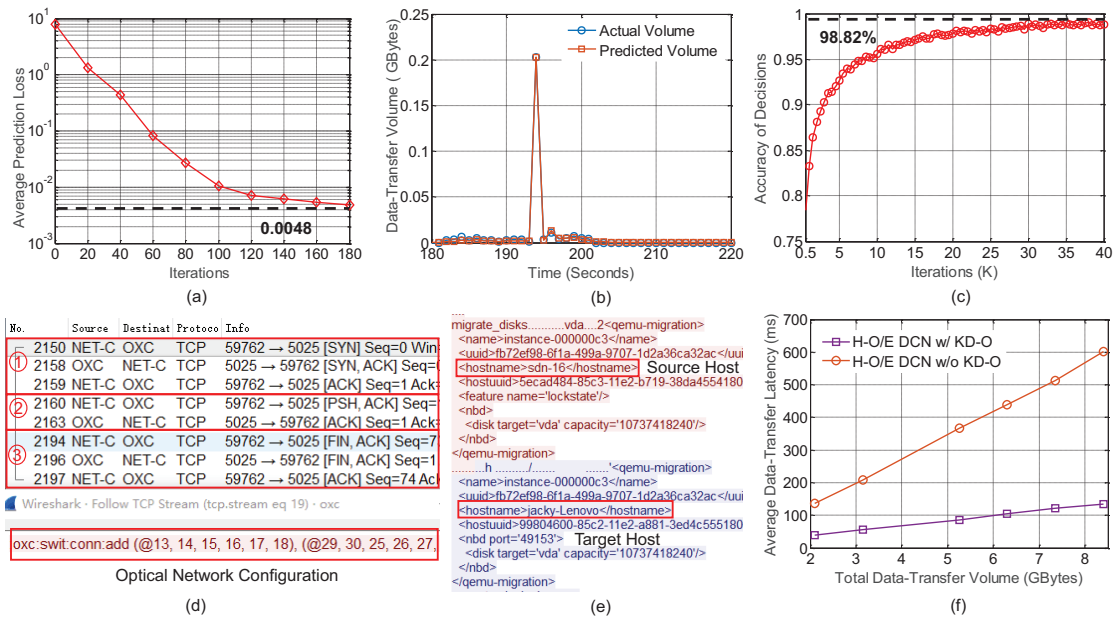 10^1
10^0
10^-1
10^-2
10^-3
Average Prediction Loss
0.0048
0 20 40 60 80 100 120 140 160 180
Iterations
(a)
0.25
0.2
0.15
0.1
0.05
0
Data-Transfer Volume ( GBytes)
Actual Volume
Predicted Volume
180 190 200 210 220
Time (Seconds)
(b)
1
0.95
0.9
0.85
0.8
0.75
Accuracy of Decisions
98.82%
0.5 5 10 15 20 25 30 35 40
Iterations (K)
(c)
No. Source Destinat Protoco Info
① 2150 NET-C OXC TCP 59762 → 5025 [SYN] Seq=0 Win
2158 OXC NET-C TCP 5025 → 59762 [SYN, ACK] Seq=
2159 NET-C OXC TCP 59762 → 5025 [ACK] Seq=1 Ack=
② 2160 NET-C OXC TCP 59762 → 5025 [PSH, ACK] Seq=
2163 OXC NET-C TCP 5025 → 59762 [ACK] Seq=1 Ack=
③ 2194 NET-C OXC TCP 59762 → 5025 [FIN, ACK] Seq=7
2196 OXC NET-C TCP 5025 → 59762 [FIN, ACK] Seq=1
2197 NET-C OXC TCP 59762 → 5025 [ACK] Seq=74 Ack
Wireshark · Follow TCP Stream (tcp.stream eq 19) · oxc
oxc:swit:conn:add (@13, 14, 15, 16, 17, 18), (@29, 30, 25, 26, 27,
Optical Network Configuration
(d)
migrate_disks...........vda....2<qemu-migration>
<name>instance-000000c3</name>
<uuid>fb72ef98-6f1a-499a-9707-1d2a36ca32ac</uui
<hostname>sdn-16</hostname> Source Host
<hostuuid>5ecad484-85c3-11e2-b719-38da4554180
<feature name='lockstate'/>
<nbd>
<disk target='vda' capacity='10737418240'/>
</nbd>
</qemu-migration>
........h ........./...... .......'<qemu-migration>
<name>instance-000000c3</name>
<uuid>fb72ef98-6f1a-499a-9707-1d2a36ca32ac</uui
<hostname>jacky-Lenovo</hostname>
<hostuuid>99804600-85c2-11e2-a881-3ed4c555180
<nbd port='49153'> Target Host
<disk target='vda' capacity='10737418240'/>
</nbd>
</qemu-migration>
(e)
700
600
500
400
300
200
100
0
Average Data-Transfer Latency (ms)
H-O/E DCN w/ KD-O
H-O/E DCN w/o KD-O
2 3 4 5 6 7 8
Total Data-Transfer Volume (GBytes)
(f)